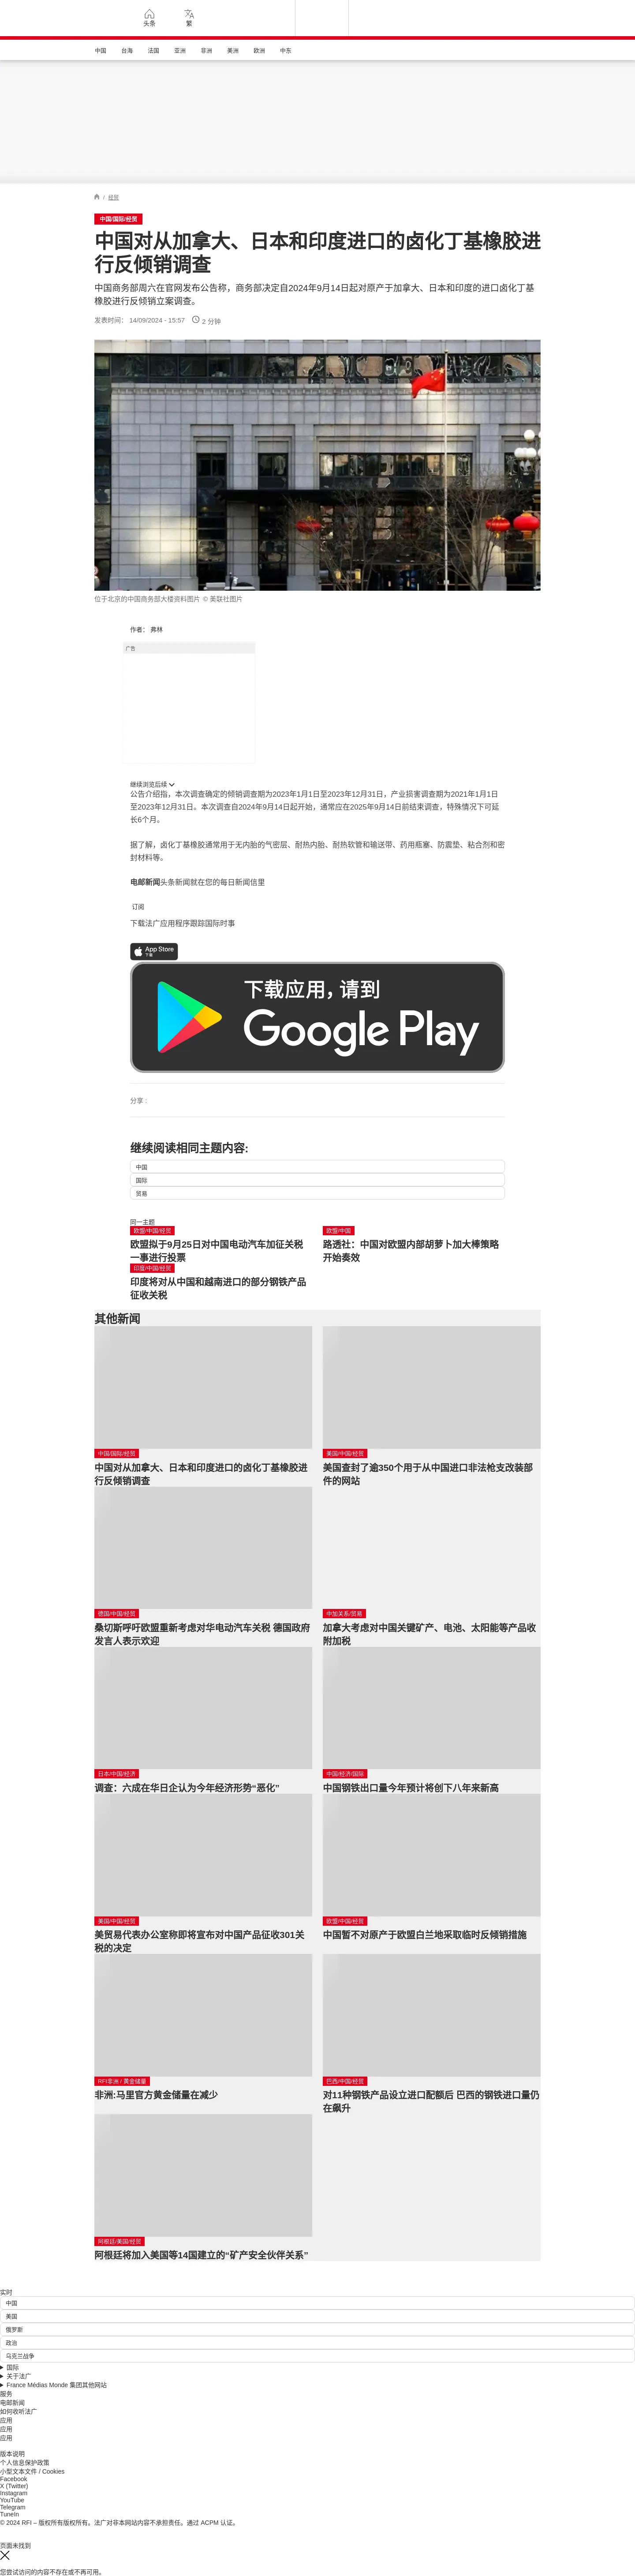 头条
繁
中国
台海
法国
亚洲
非洲
美洲
欧洲
中东
/ 经贸
中国/国际/经贸
中国对从加拿大、日本和印度进口的卤化丁基橡胶进
行反倾销调查
中国商务部周六在官网发布公告称，商务部决定自2024年9月14日起对原产于加拿大、日本和印度的进口卤化丁基
橡胶进行反倾销立案调查。
发表时间： 14/09/2024 - 15:57 2 分钟
位于北京的中国商务部大楼资料图片 © 美联社图片
作者： 弗林
广告
继续浏览后续
公告介绍指，本次调查确定的倾销调查期为2023年1月1日至2023年12月31日，产业损害调查期为2021年1月1日
至2023年12月31日。本次调查自2024年9月14日起开始，通常应在2025年9月14日前结束调查，特殊情况下可延
长6个月。
据了解，卤化丁基橡胶通常用于无内胎的气密层、耐热内胎、耐热软管和输送带、药用瓶塞、防震垫、粘合剂和密
封材料等。
电邮新闻头条新闻就在您的每日新闻信里
订阅
下载法广应用程序跟踪国际时事
App Store
下载
下载应用，请到
Google Play
分享 :
继续阅读相同主题内容:
中国
国际
贸易
同一主题
欧盟/中国/经贸
欧盟拟于9月25日对中国电动汽车加征关税
一事进行投票
欧盟/中国
路透社：中国对欧盟内部胡萝卜加大棒策略
开始奏效
印度/中国/经贸
印度将对从中国和越南进口的部分钢铁产品
征收关税
其他新闻
中国/国际/经贸
中国对从加拿大、日本和印度进口的卤化丁基橡胶进
行反倾销调查
美国/中国/经贸
美国查封了逾350个用于从中国进口非法枪支改装部
件的网站
德国/中国/经贸
桑切斯呼吁欧盟重新考虑对华电动汽车关税 德国政府
发言人表示欢迎
中加关系/贸易
加拿大考虑对中国关键矿产、电池、太阳能等产品收
附加税
日本/中国/经济
调查：六成在华日企认为今年经济形势“恶化”
中国/经济/国际
中国钢铁出口量今年预计将创下八年来新高
美国/中国/经贸
美贸易代表办公室称即将宣布对中国产品征收301关
税的决定
欧盟/中国/经贸
中国暂不对原产于欧盟白兰地采取临时反倾销措施
RFI非洲 / 黄金储量
非洲:马里官方黄金储量在减少
巴西/中国/经贸
对11种钢铁产品设立进口配额后 巴西的钢铁进口量仍
在飙升
阿根廷/美国/经贸
阿根廷将加入美国等14国建立的“矿产安全伙伴关系”
实时
中国
美国
俄罗斯
政治
乌克兰战争
国际
关于法广
France Médias Monde 集团其他网站
服务
电邮新闻
如何收听法广
应用
应用
应用
版本说明
个人信息保护政策
小型文本文件 / Cookies
Facebook
X (Twitter)
Instagram
YouTube
Telegram
TuneIn
© 2024 RFI – 版权所有版权所有。法广对非本网站内容不承担责任。通过 ACPM 认证。
页面未找到
您尝试访问的内容不存在或不再可用。